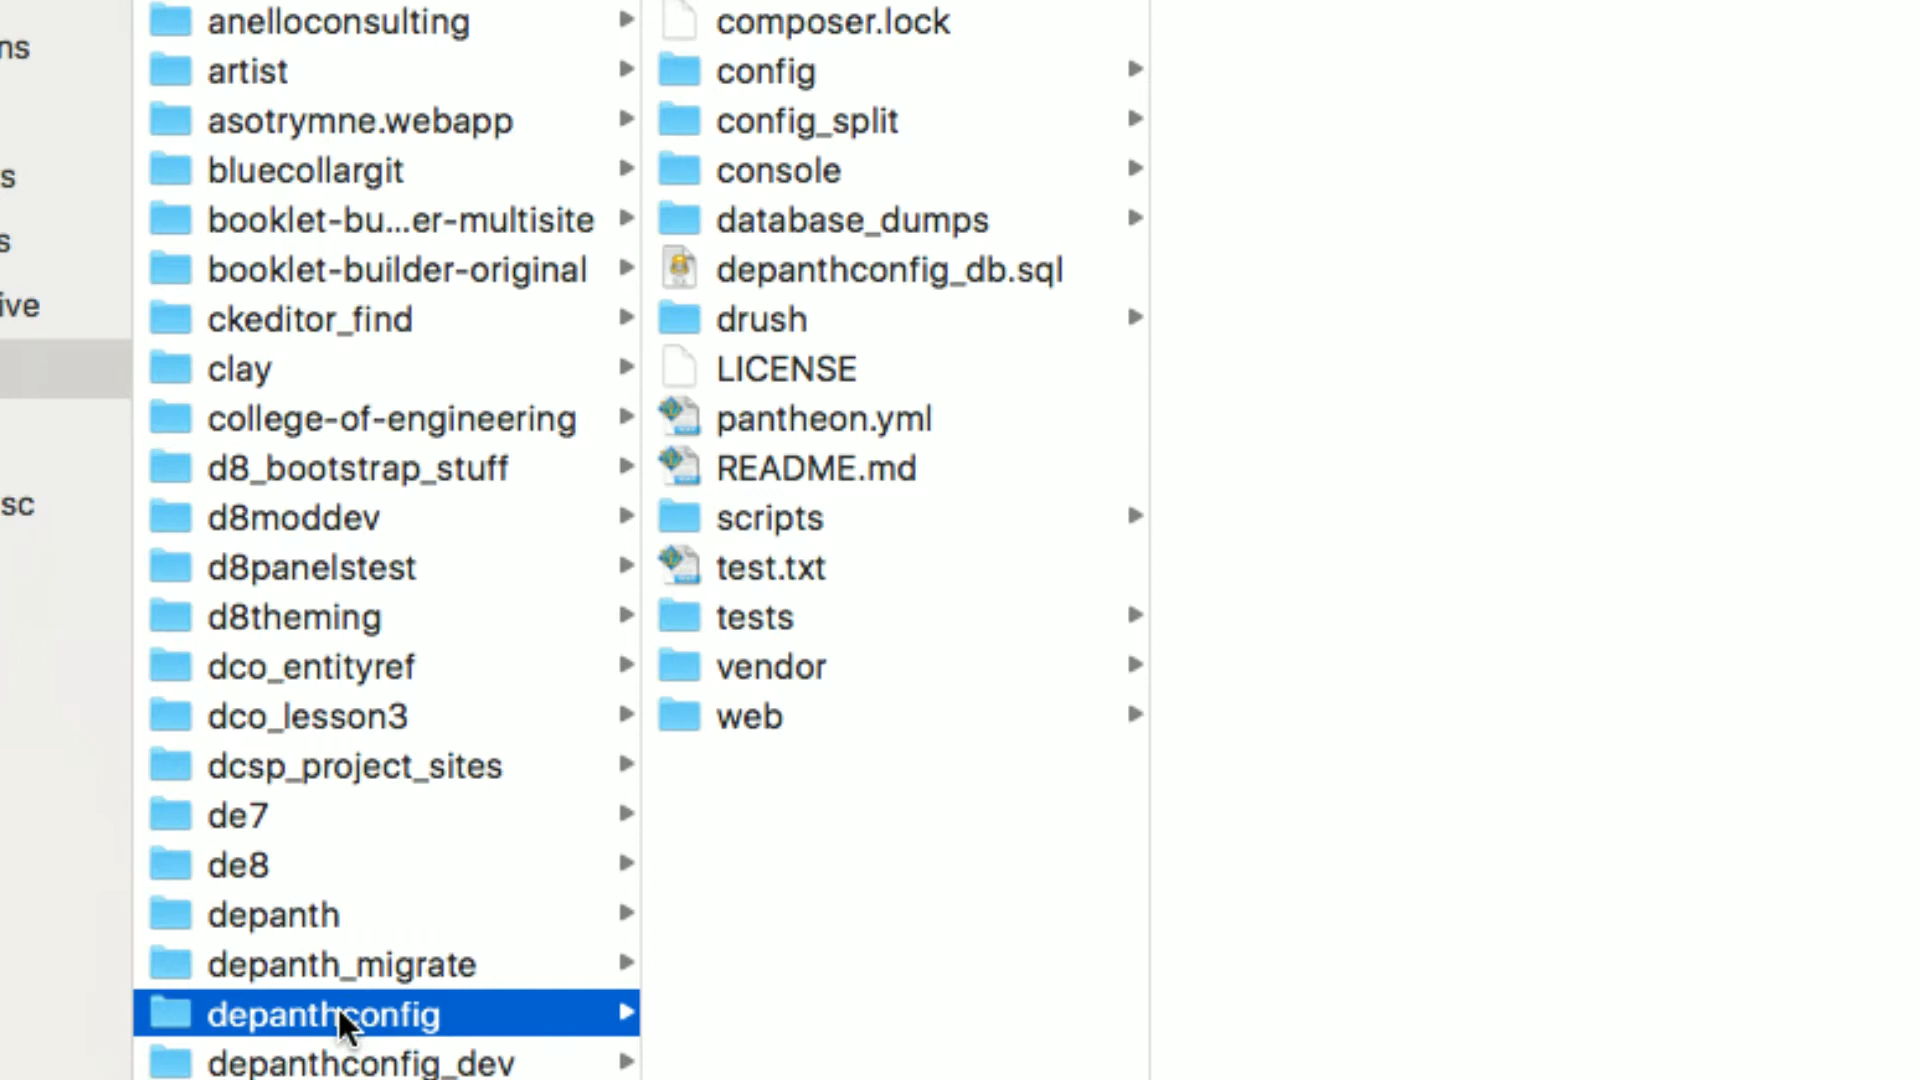 ns
s
s
ive
sc
anelloconsulting
artist
asotrymne.webapp
bluecollargit
booklet-bu...er-multisite
booklet-builder-original
ckeditor_find
clay
college-of-engineering
d8_bootstrap_stuff
d8moddev
d8panelstest
d8theming
dco_entityref
dco_lesson3
dcsp_project_sites
de7
de8
depanth
depanth_migrate
depanthconfig
depanthconfig_dev
composer.lock
config
config_split
console
database_dumps
depanthconfig_db.sql
drush
LICENSE
pantheon.yml
README.md
scripts
test.txt
tests
vendor
web